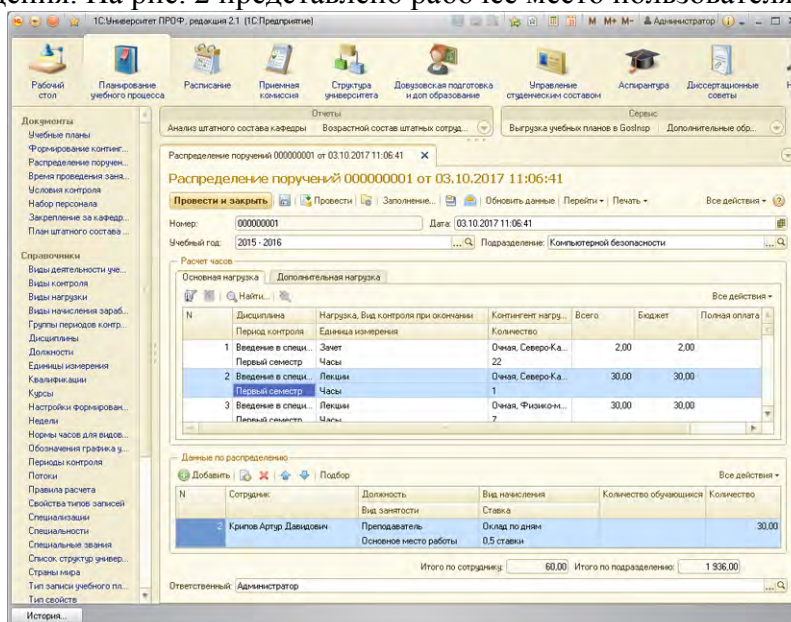 дения. На рис. 2 представлено рабочее место пользователя
1С:Университет ПРОФ, редакция 2.1 (1С:Предприятие)
M M+ M- Администратор
Рабочий стол
Планирование учебного процесса
Расписание
Приемная комиссия
Структура университета
Довузовская подготовка и доп образование
Управление студенческим составом
Аспирантура
Диссертационные советы
Документы
Учебные планы
Формирование континг...
Распределение поручен...
Время проведения заня...
Условия контроля
Набор персонала
Закрепление за кафедр...
План штатного состава ...
Справочники
Виды деятельности уче...
Виды контроля
Виды нагрузки
Виды начисления зараб...
Группы периодов контр...
Дисциплины
Должности
Единицы измерения
Квалификации
Курсы
Настройки формирован...
Недели
Нормы часов для видов...
Обозначения графика у...
Периоды контроля
Потоки
Правила расчета
Свойства типов записей
Специализации
Специальности
Специальные звания
Список структур универ...
Страны мира
Тип записи учебного пл...
Тип свойств
Отчеты
Анализ штатного состава кафедры Возрастной состав штатных сотруд...
Сервис
Выгрузка учебных планов в GosInsp Дополнительные обр...
Распределение поручений 000000001 от 03.10.2017 11:06:41 X
Распределение поручений 000000001 от 03.10.2017 11:06:41
Провести и закрыть Провести Заполнение... Обновить данные Перейти Печать Все действия
Номер: 000000001 Дата: 03.10.2017 11:06:41
Учебный год: 2015 - 2016 ... Подразделение: Компьютерной безопасности ...
Расчет часов
Основная нагрузка Дополнительная нагрузка
Найти... Все действия
N Дисциплина Нагрузка, Вид контроля при окончании Контингент нагру... Всего Бюджет Полная оплата
Период контроля Единица измерения Количество
1 Введение в специ... Зачет Очная, Северо-Ка... 2,00 2,00
Первый семестр Часы 22
2 Введение в специ... Лекции Очная, Северо-Ка... 30,00 30,00
Первый семестр Часы 1
3 Введение в специ... Лекции Очная, Физико-м... 30,00 30,00
Первый семестр Часы 7
Данные по распределению
Добавить Подбор Все действия
N Сотрудник Должность Вид начисления Количество обучающихся Количество
Вид занятости Ставка
2 Крипов Артур Давидович Преподаватель Оклад по дням 30,00
Основное место работы 0.5 ставки
Итого по сотруднику: 60,00 Итого по подразделению: 1 936,00
Ответственный: Администратор ...
История...